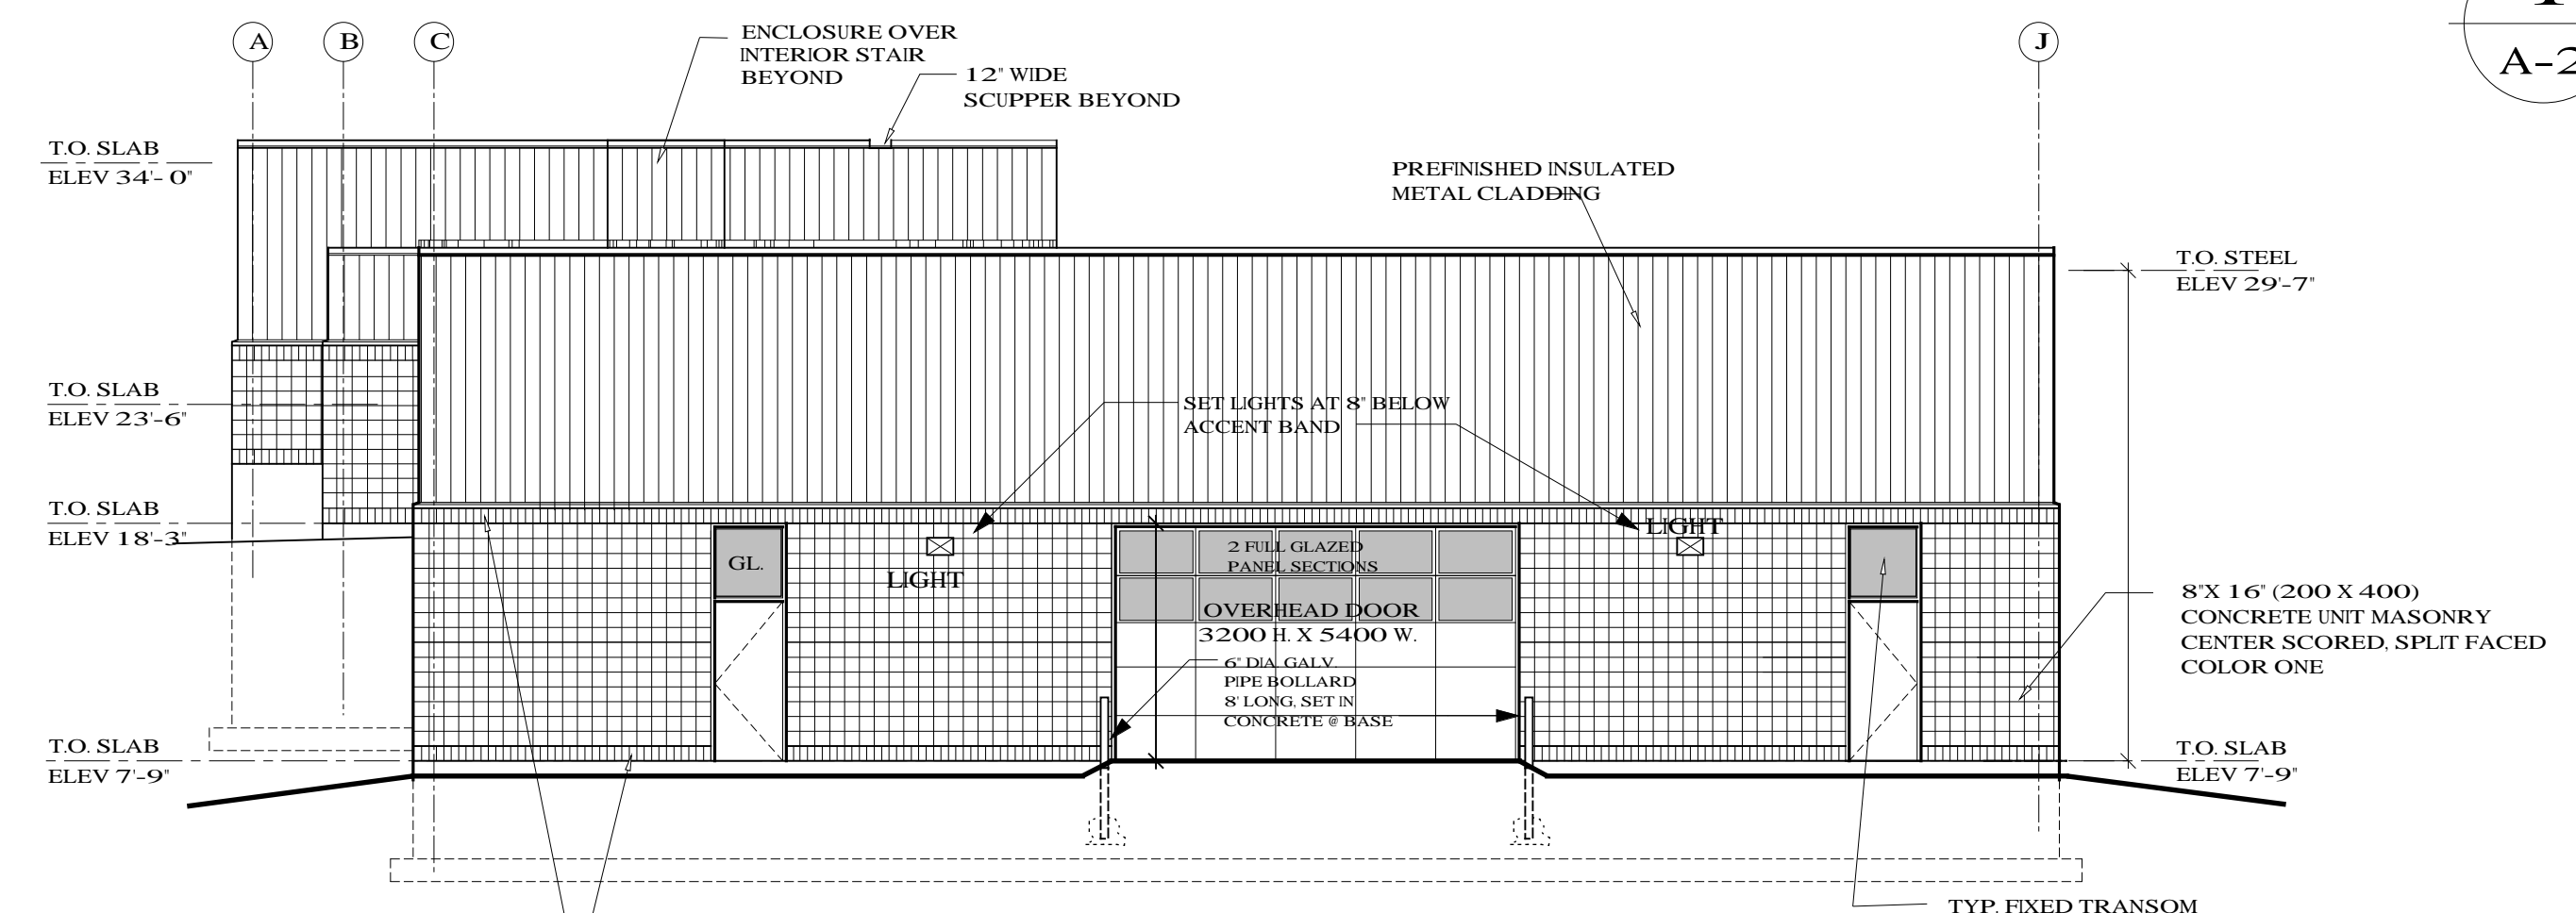 A
B
C
J
A-2
ENCLOSURE OVER
INTERIOR STAIR
BEYOND
12" WIDE
SCUPPER BEYOND
T.O. SLAB
ELEV 34'- 0"
PREFINISHED INSULATED
METAL CLADDING
T.O. STEEL
ELEV 29'-7"
T.O. SLAB
ELEV 23'-6"
SET LIGHTS AT 8" BELOW
ACCENT BAND
T.O. SLAB
ELEV 18'-3"
GL.
LIGHT
2 FULL GLAZED
PANEL SECTIONS
OVERHEAD DOOR
3200 H. X 5400 W.
6" DIA. GALV.
PIPE BOLLARD
8' LONG, SET IN
CONCRETE @ BASE
LIGHT
8"X 16" (200 X 400)
CONCRETE UNIT MASONRY
CENTER SCORED, SPLIT FACED
COLOR ONE
T.O. SLAB
ELEV 7'-9"
T.O. SLAB
ELEV 7'-9"
TYP. FIXED TRANSOM